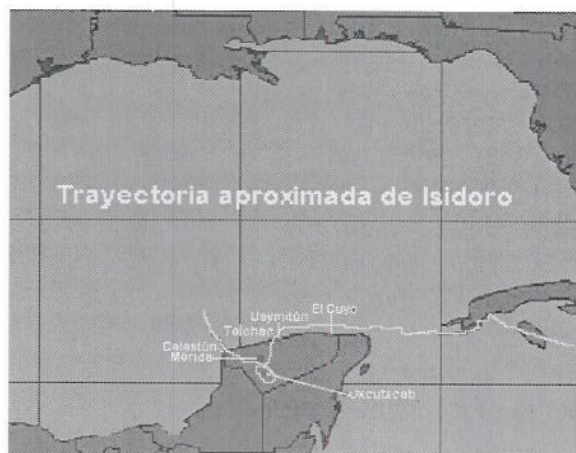 Trayectoria aproximada de Isidoro
El Cuyo
Uaymitún
Telchac
Celestún
Mérida
Oxcutzcab